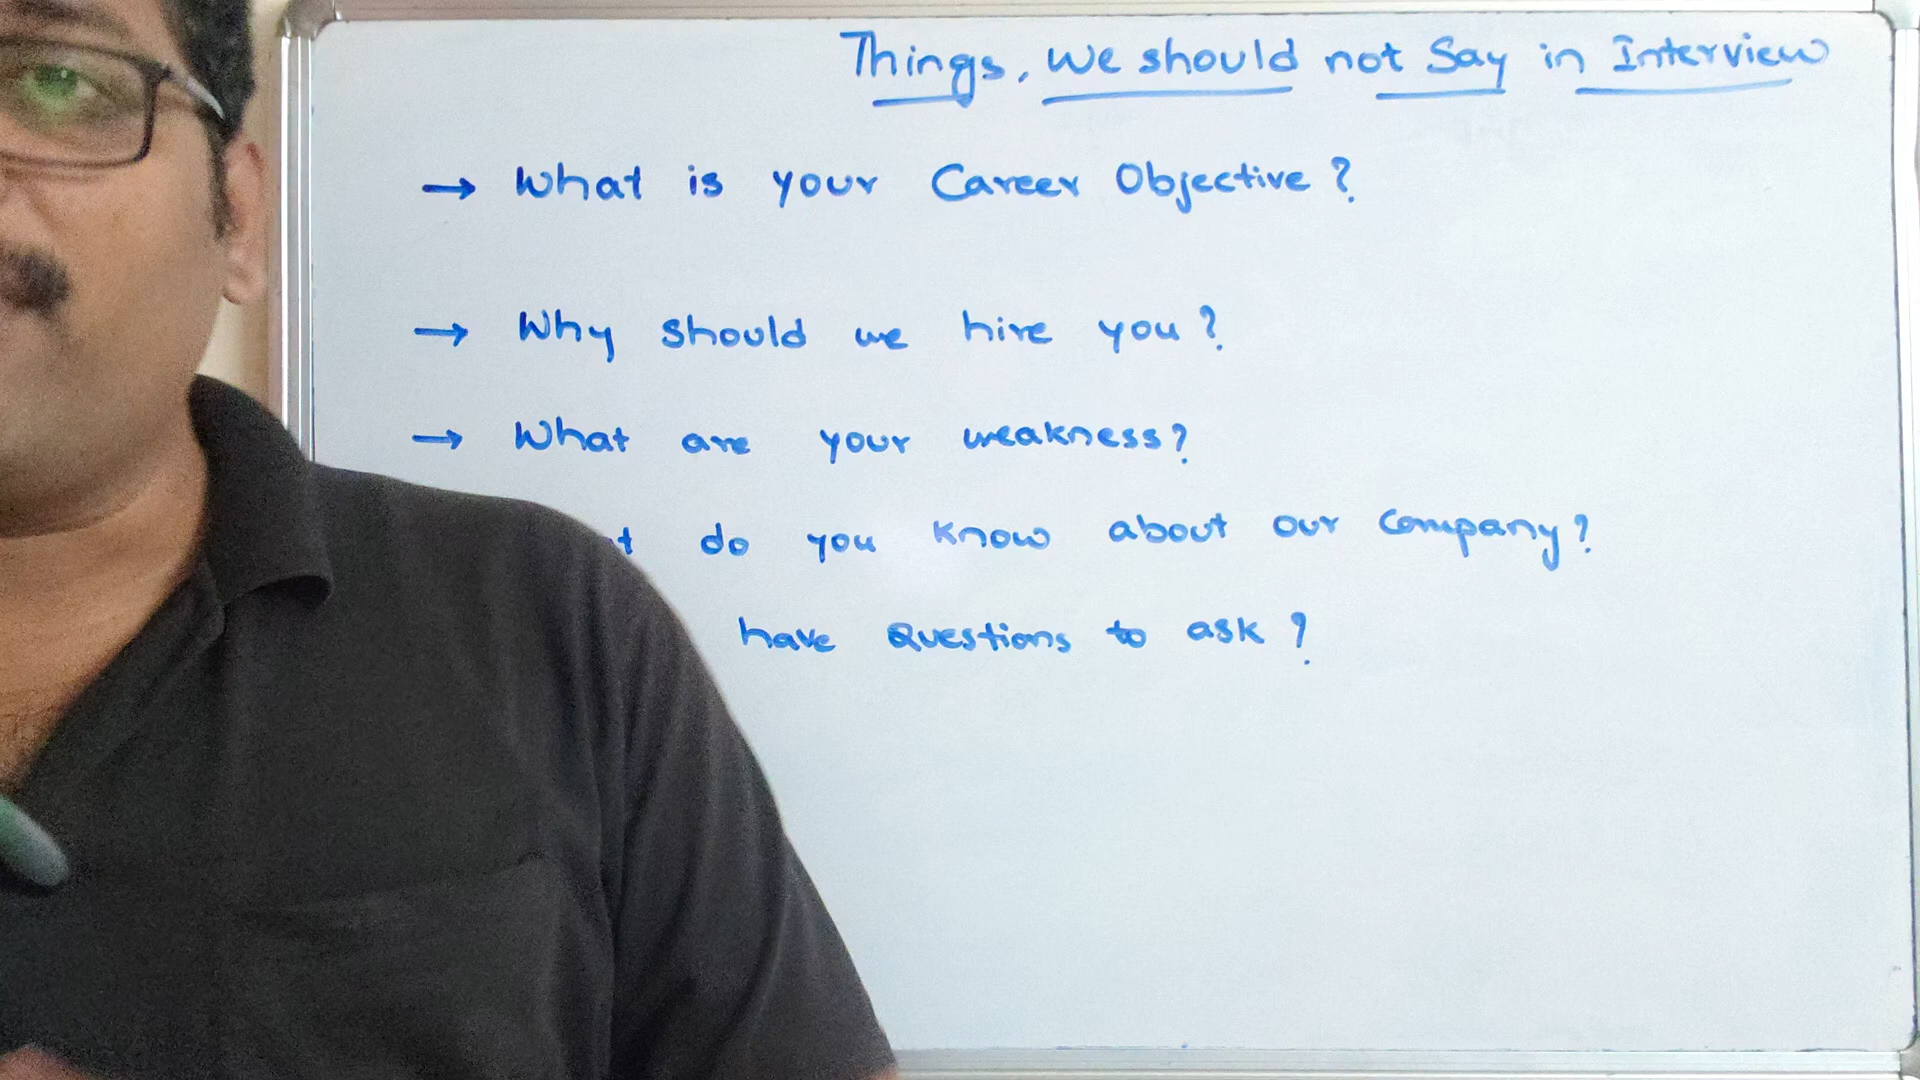 Things, We should not Say in Interview
→ What is your Career Objective?
→ Why should we hire you?
→ What are your weakness?
do you know about our Company?
have Questions to ask?